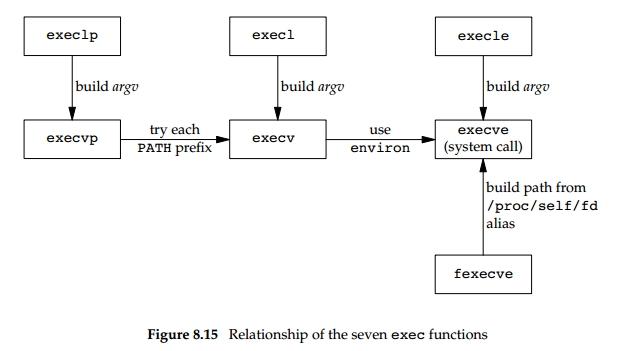 execlp
execl
execle
build argv
build argv
build argv
execvp
try each
PATH prefix
execv
use
environ
execve
(system call)
build path from
/proc/self/fd
alias
fexecve
Figure 8.15 Relationship of the seven exec functions